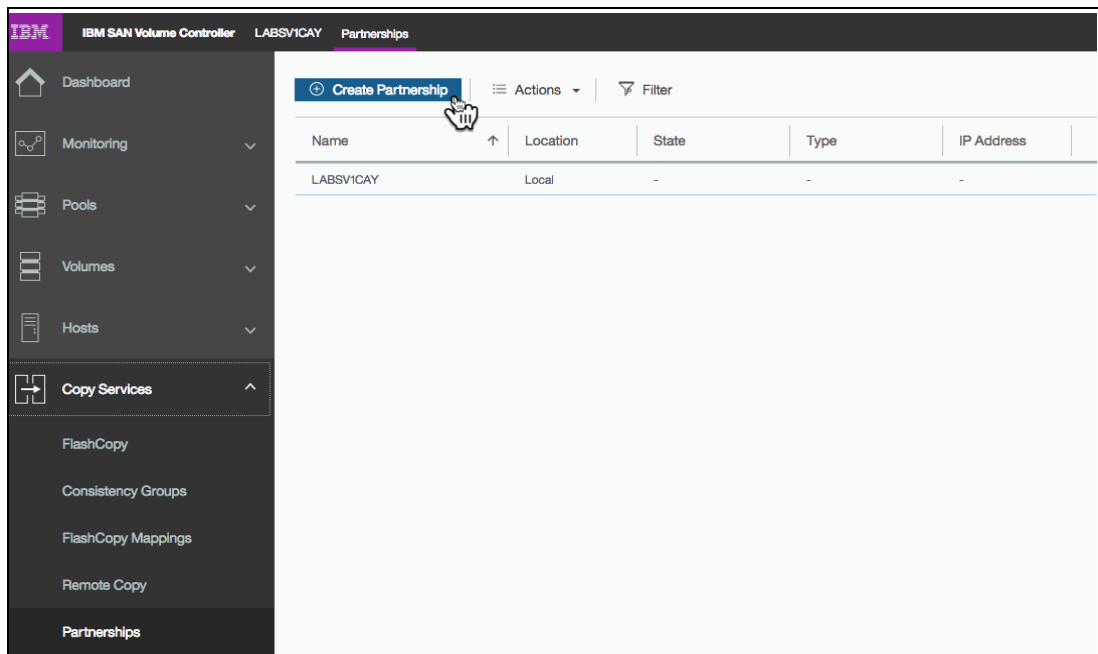 IBM IBM SAN Volume Controller LABSV1CAY Partnerships
Dashboard
Monitoring
Pools
Volumes
Hosts
Copy Services
FlashCopy
Consistency Groups
FlashCopy Mappings
Remote Copy
Partnerships
Create Partnership Actions Filter
Name Location State Type IP Address
LABSV1CAY Local - - -